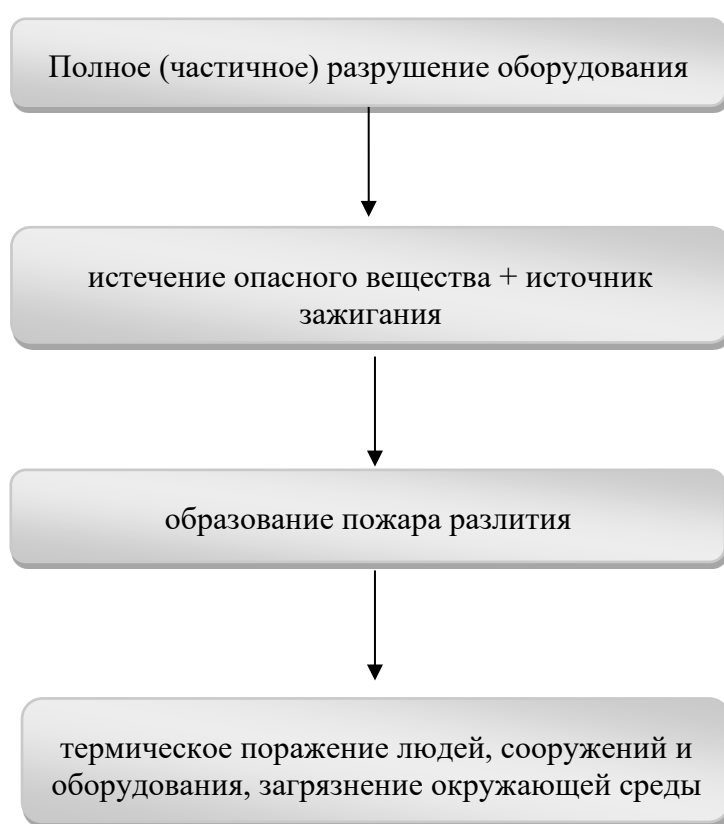 Полное (частичное) разрушение оборудования
истечение опасного вещества + источник
зажигания
образование пожара разлития
термическое поражение людей, сооружений и
оборудования, загрязнение окружающей среды